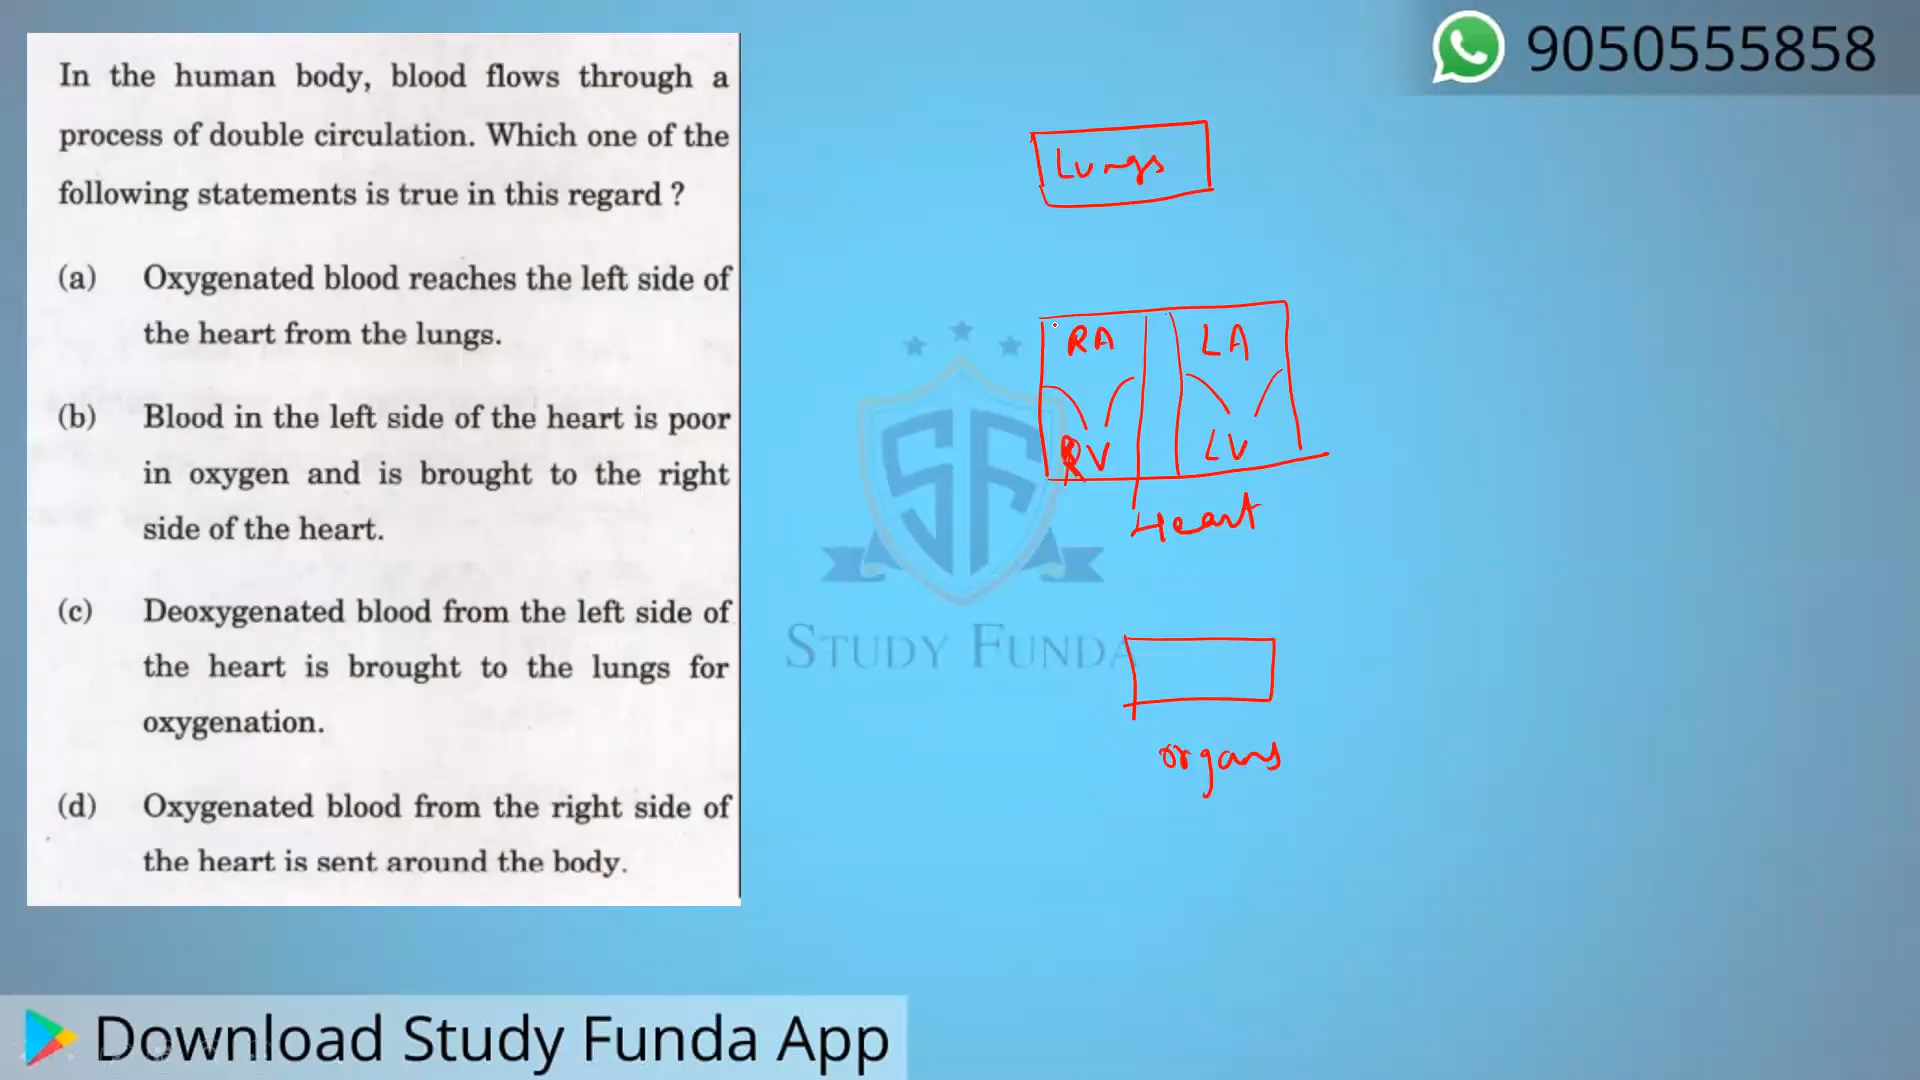 9050555858
In the human body, blood flows through a
process of double circulation. Which one of the
following statements is true in this regard ?
(a) Oxygenated blood reaches the left side of
the heart from the lungs.
(b) Blood in the left side of the heart is poor
in oxygen and is brought to the right
side of the heart.
(c) Deoxygenated blood from the left side of
the heart is brought to the lungs for
oxygenation.
(d) Oxygenated blood from the right side of
the heart is sent around the body.
Lungs
RA LA
RV LV
Heart
SF
STUDY FUNDA
organs
Download Study Funda App